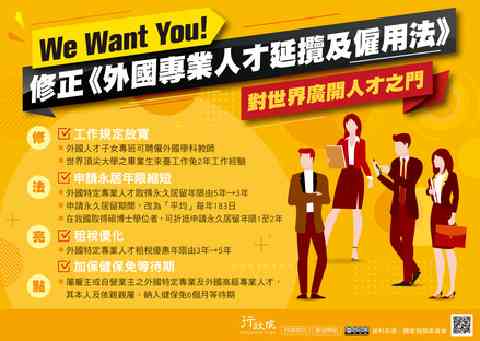 We Want You!
修正《外國專業人才延攬及僱用法》
對世界廣開人才之門
修法亮點
工作規定放寬
外國人才子女專班可聘僱外國學科教師
世界頂尖大學之畢業生來臺工作免2年工作經驗
申請永居年限縮短
外國特定專業人才取得永久居留年限由5年→3年
申請永久居留期間,改為「平均」每年183日
在我國取得碩博士學位者,可折抵申請永久居留年限1至2年
租稅優化
外國特定專業人才租稅優惠年限由3年→5年
加保健保免等待期
屬雇主或自營業主之外國特定專業及外國高級專業人才,
其本人及依親親屬,納入健保免6個月等待期
行政院